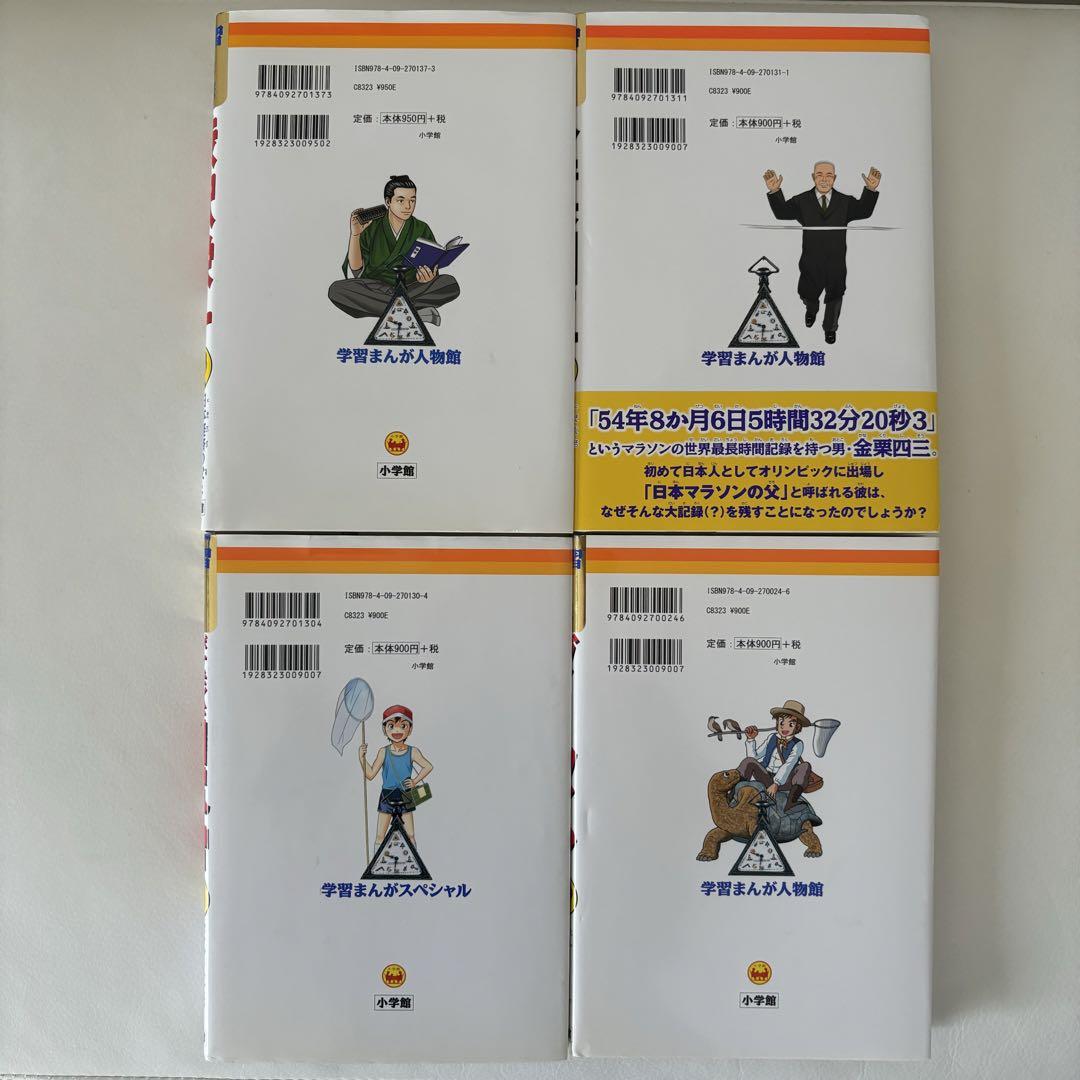 ISBN978-4-09-270137-3
9784092701373
C8323 ¥950E
定価:本体950円+税
1928323009502
小学館
学習まんが人物館
小学館
ISBN978-4-09-270131-1
9784092701311
C8323 ¥900E
定価:本体900円+税
1928323009007
小学館
学習まんが人物館
「54年8か月6日5時間32分20秒3」
というマラソンの世界最長時間記録を持つ男・金栗四三。
初めて日本人としてオリンピックに出場し
「日本マラソンの父」と呼ばれる彼は、
なぜそんな大記録(?)を残すことになったのでしょうか?
ISBN978-4-09-270130-4
9784092701304
C8323 ¥900E
定価:本体900円+税
1928323009007
小学館
学習まんがスペシャル
小学館
ISBN978-4-09-270024-6
9784092700246
C8323 ¥900E
定価:本体900円+税
1928323009007
小学館
学習まんが人物館
小学館